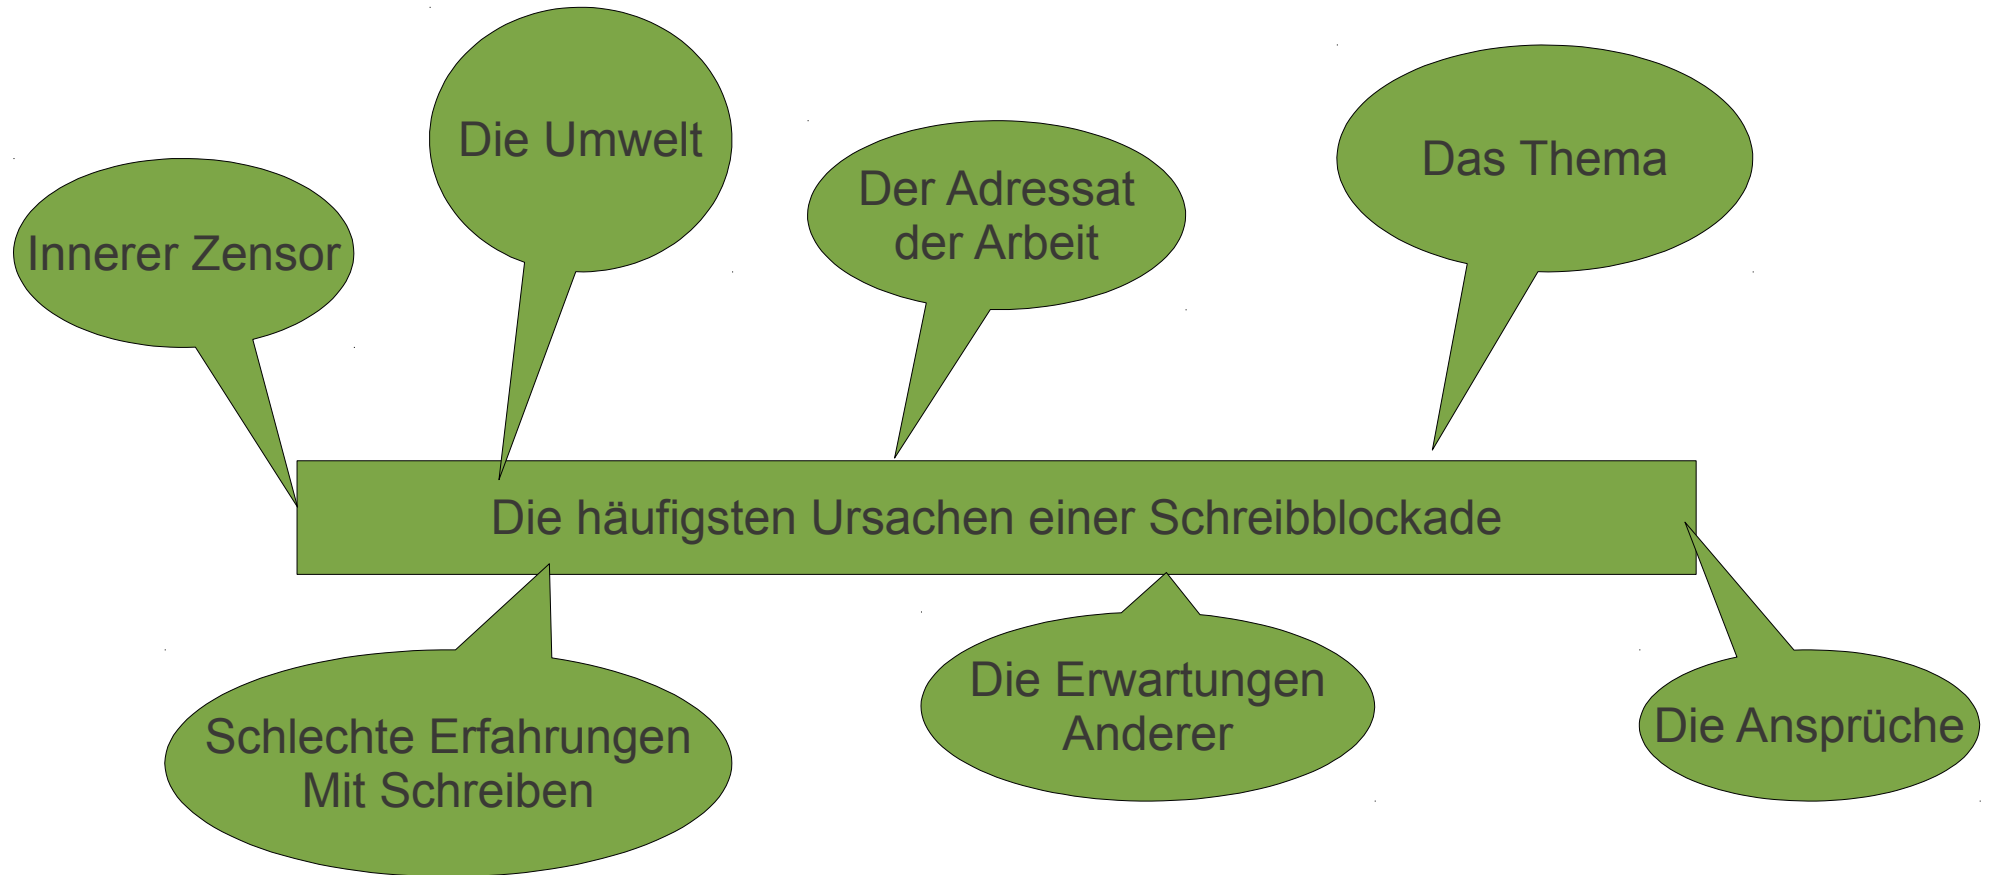 Die Umwelt
Das Thema
Der Adressat
der Arbeit
Innerer Zensor
Die häufigsten Ursachen einer Schreibblockade
Die Erwartungen
Anderer
Die Ansprüche
Schlechte Erfahrungen
Mit Schreiben